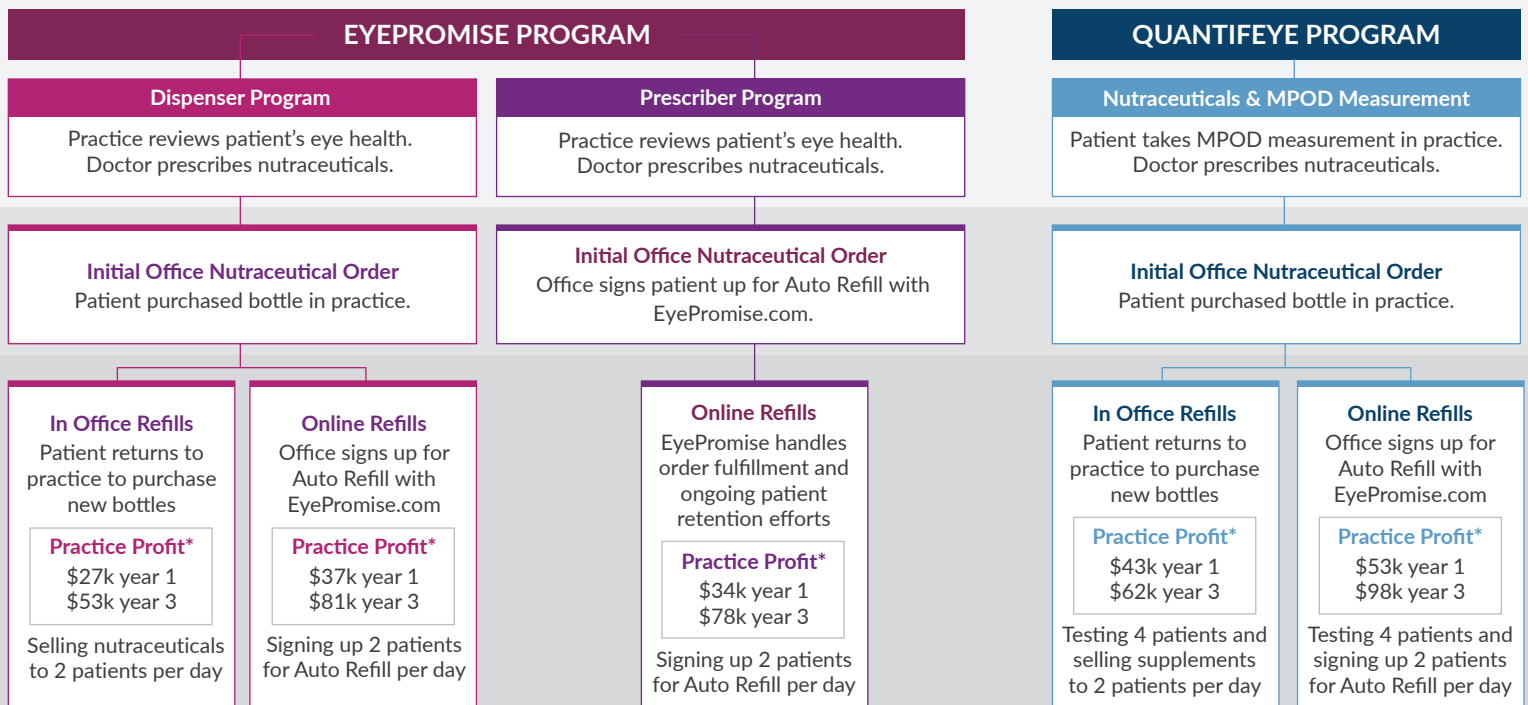 EYEPROMISE PROGRAM
Dispenser Program
Practice reviews patient's eye health.
Doctor prescribes nutraceuticals.
Initial Office Nutraceutical Order
Patient purchased bottle in practice.
In Office Refills
Patient returns to
practice to purchase
new bottles
Practice Profit*
$27k year 1
$53k year 3
Selling nutraceuticals
to 2 patients per day
Online Refills
Office signs up for
Auto Refill with
EyePromise.com
Practice Profit*
$37k year 1
$81k year 3
Signing up 2 patients
for Auto Refill per day
Prescriber Program
Practice reviews patient's eye health.
Doctor prescribes nutraceuticals.
Initial Office Nutraceutical Order
Office signs patient up for Auto Refill with
EyePromise.com.
Online Refills
EyePromise handles
order fulfillment and
ongoing patient
retention efforts
Practice Profit*
$34k year 1
$78k year 3
Signing up 2 patients
for Auto Refill per day
QUANTIFEYE PROGRAM
Nutraceuticals & MPOD Measurement
Patient takes MPOD measurement in practice.
Doctor prescribes nutraceuticals.
Initial Office Nutraceutical Order
Patient purchased bottle in practice.
In Office Refills
Patient returns to
practice to purchase
new bottles
Practice Profit*
$43k year 1
$62k year 3
Testing 4 patients and
selling supplements
to 2 patients per day
Online Refills
Office signs up for
Auto Refill with
EyePromise.com
Practice Profit*
$53k year 1
$98k year 3
Testing 4 patients and
signing up 2 patients
for Auto Refill per day